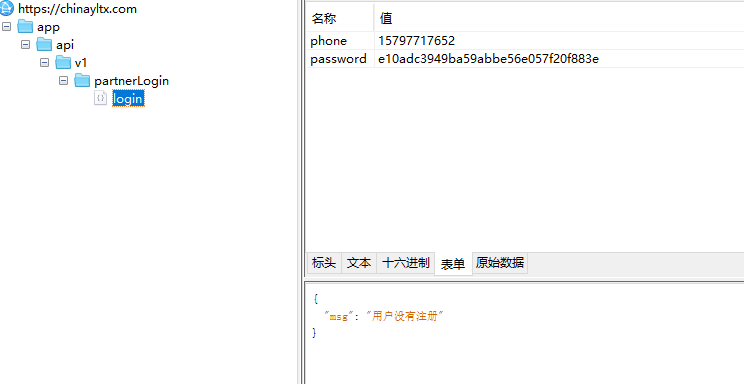 https://chinayltx.com
app
api
v1
partnerLogin
login
名称 值
phone 15797717652
password e10adc3949ba59abbe56e057f20f883e
标头 文本 十六进制 表单 原始数据
{
"msg": "用户没有注册"
}